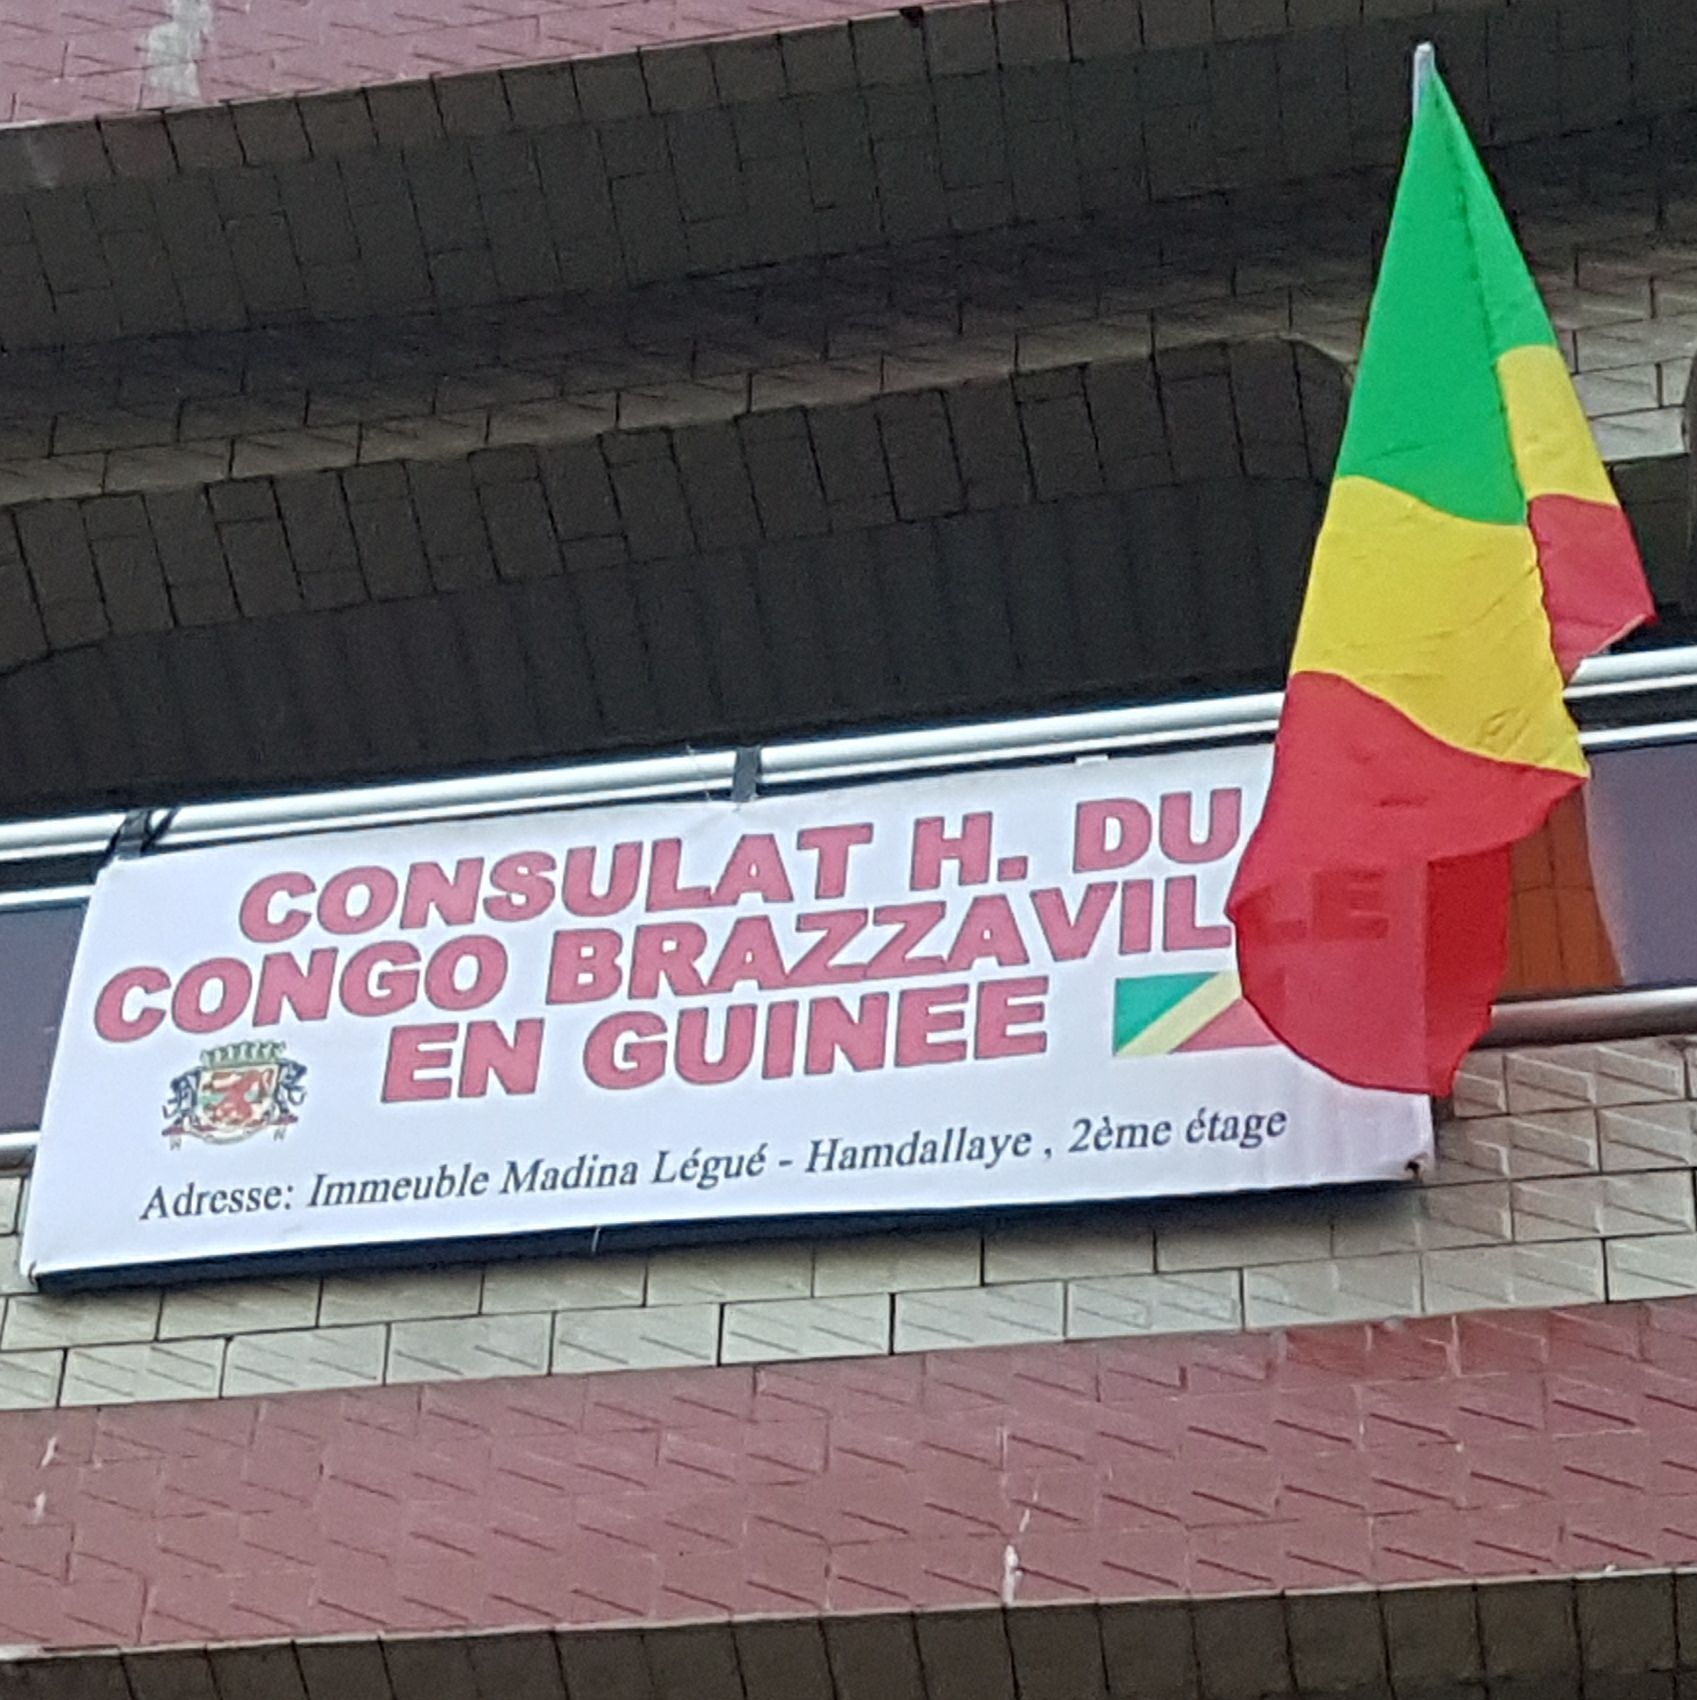 CONSULAT H. DU
CONGO BRAZZAVILLE
EN GUINEE
Adresse: Immeuble Madina Légué - Hamdallaye , 2ème étage